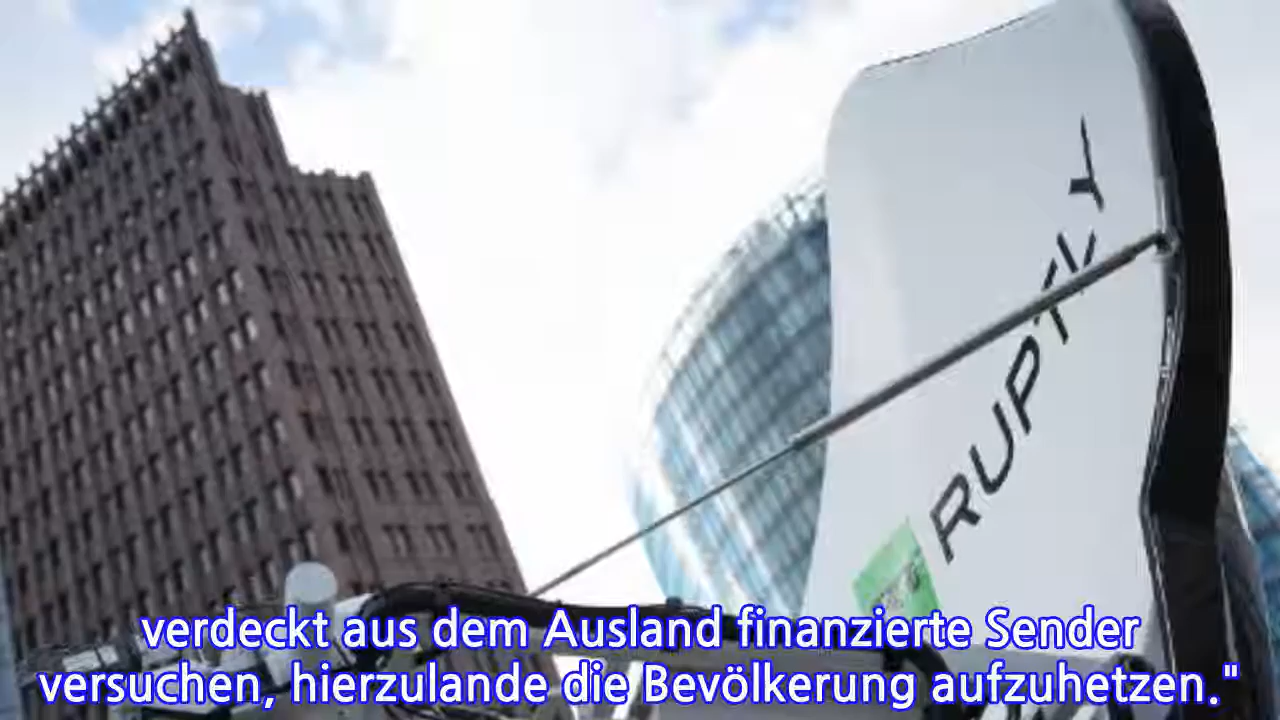 RUPTLY
verdeckt aus dem Ausland finanzierte Sender
versuchen, hierzulande die Bevölkerung aufzuhetzen."